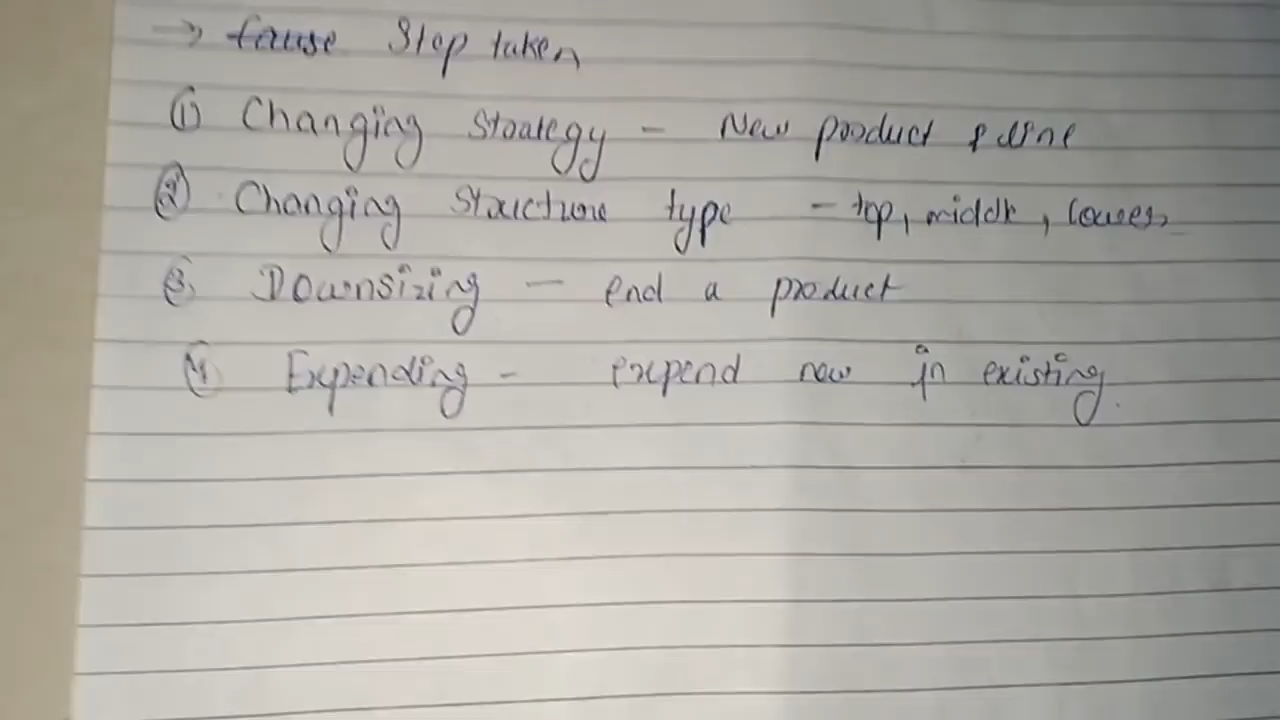 → Cause Step taken
① Changing Strategy - New product & line
② Changing Structure type - top, middle, lower
③ Downsizing - end a product
④ Expending - expend new in existing.